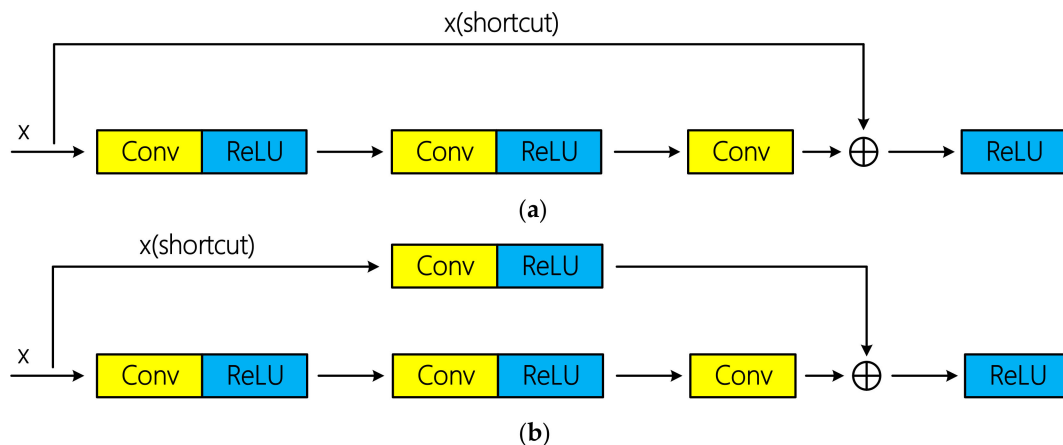 x(shortcut)
x
Conv ReLU Conv ReLU Conv ReLU
(a)
x(shortcut)
Conv ReLU
x
Conv ReLU Conv ReLU Conv ReLU
(b)